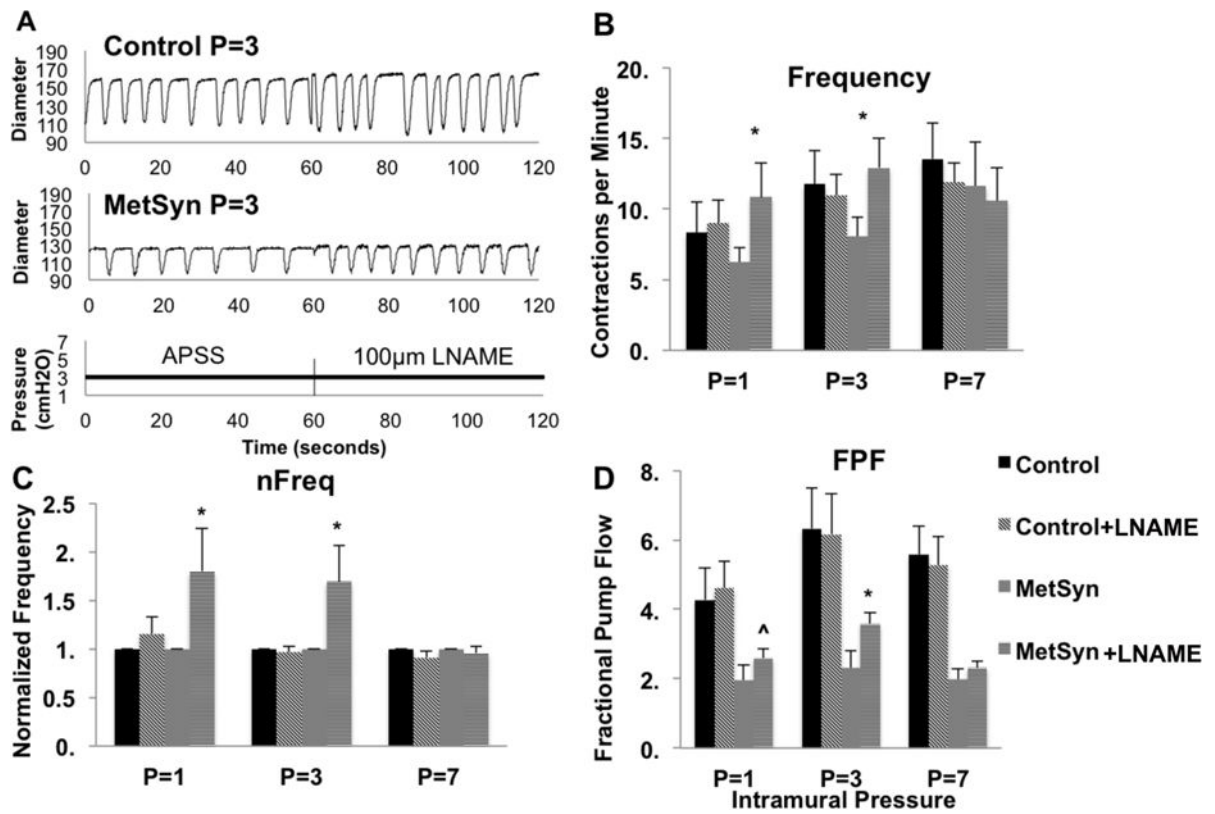 A
Control P=3
Diameter
190
170
150
130
110
90
0 20 40 60 80 100 120
MetSyn P=3
Diameter
190
170
150
130
110
90
0 20 40 60 80 100 120
Pressure
(cmH2O)
7
5
3
1
APSS 100µm LNAME
0 20 40 60 80 100 120
Time (seconds)
B
Frequency
Contractions per Minute
20.
15.
10.
5.
0.
* *
P=1 P=3 P=7
C
nFreq
Normalized Frequency
2.5
2.
1.5
1
0.5
0.
* *
P=1 P=3 P=7
D
FPF
Fractional Pump Flow
8.
6.
4.
2.
0.
^ *
P=1 P=3 P=7
Intramural Pressure
Control
Control+LNAME
MetSyn
MetSyn+LNAME